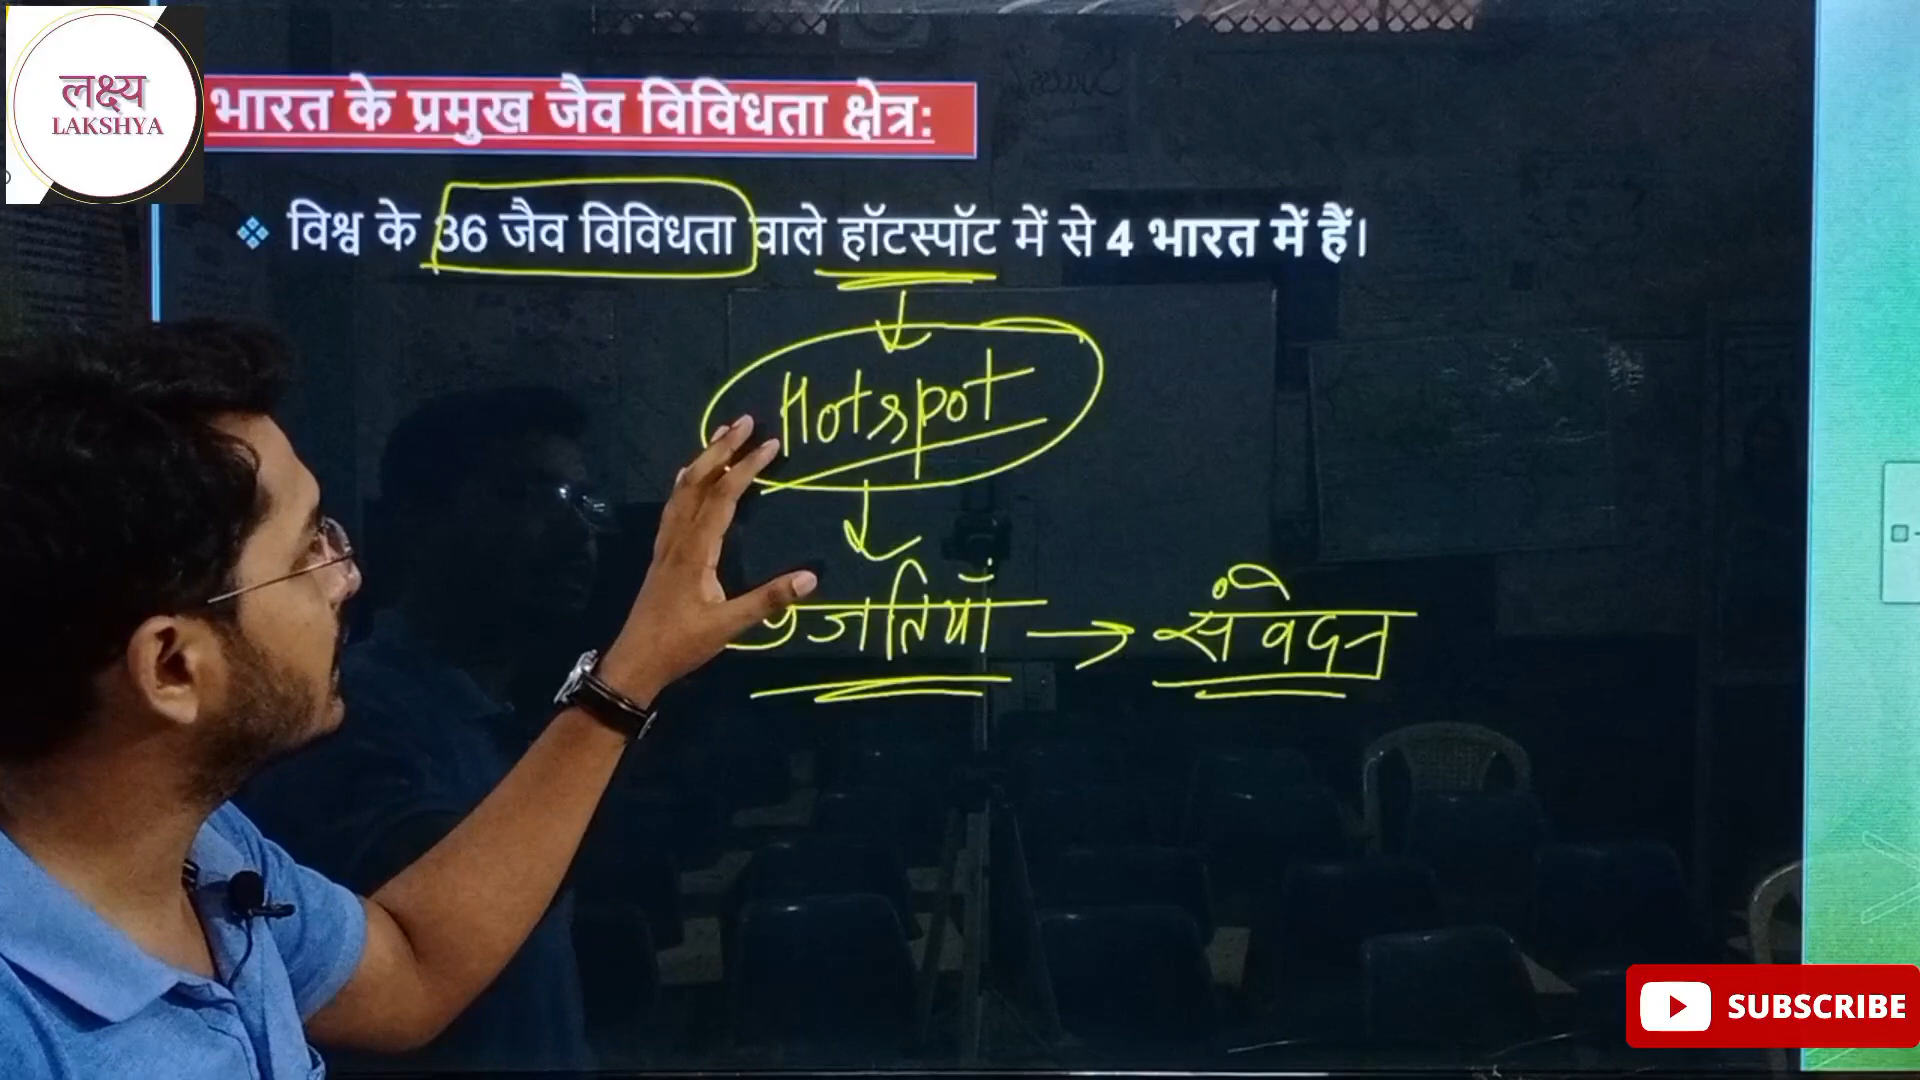 लक्ष्य
LAKSHYA
भारत के प्रमुख जैव विविधता क्षेत्र:
❖ विश्व के 36 जैव विविधता वाले हॉटस्पॉट में से 4 भारत में हैं।
Hotspot
→ संवेदन
SUBSCRIBE